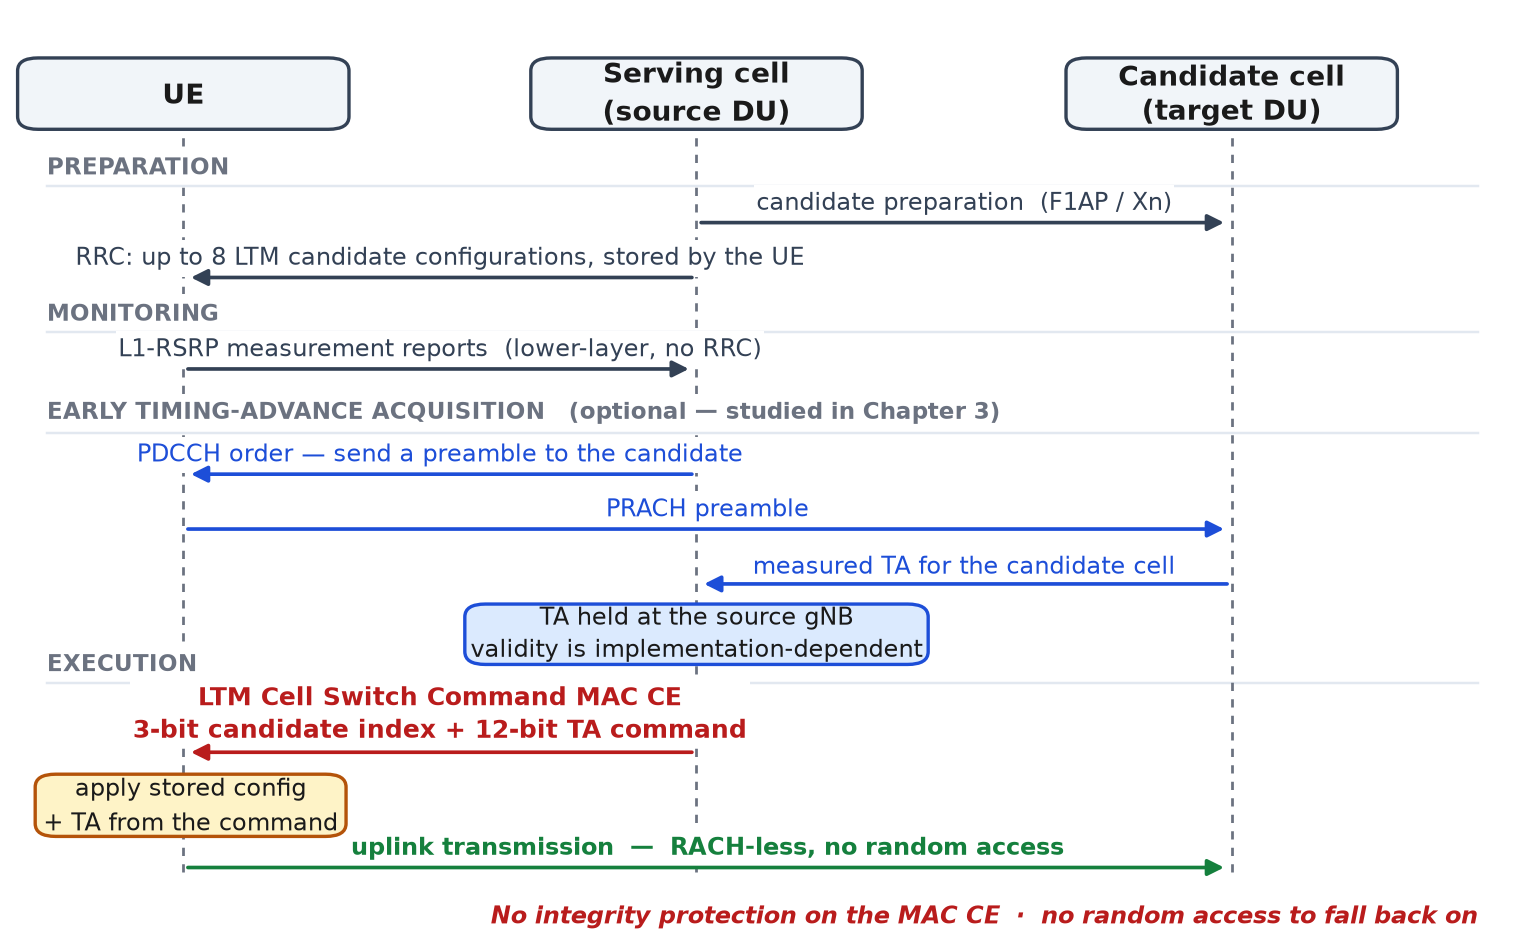 UE
Serving cell
(source DU)
Candidate cell
(target DU)
PREPARATION
candidate preparation (F1AP / Xn)
RRC: up to 8 LTM candidate configurations, stored by the UE
MONITORING
L1-RSRP measurement reports (lower-layer, no RRC)
EARLY TIMING-ADVANCE ACQUISITION (optional — studied in Chapter 3)
PDCCH order — send a preamble to the candidate
PRACH preamble
measured TA for the candidate cell
TA held at the source gNB
validity is implementation-dependent
EXECUTION
LTM Cell Switch Command MAC CE
3-bit candidate index + 12-bit TA command
apply stored config
+ TA from the command
uplink transmission — RACH-less, no random access
No integrity protection on the MAC CE · no random access to fall back on